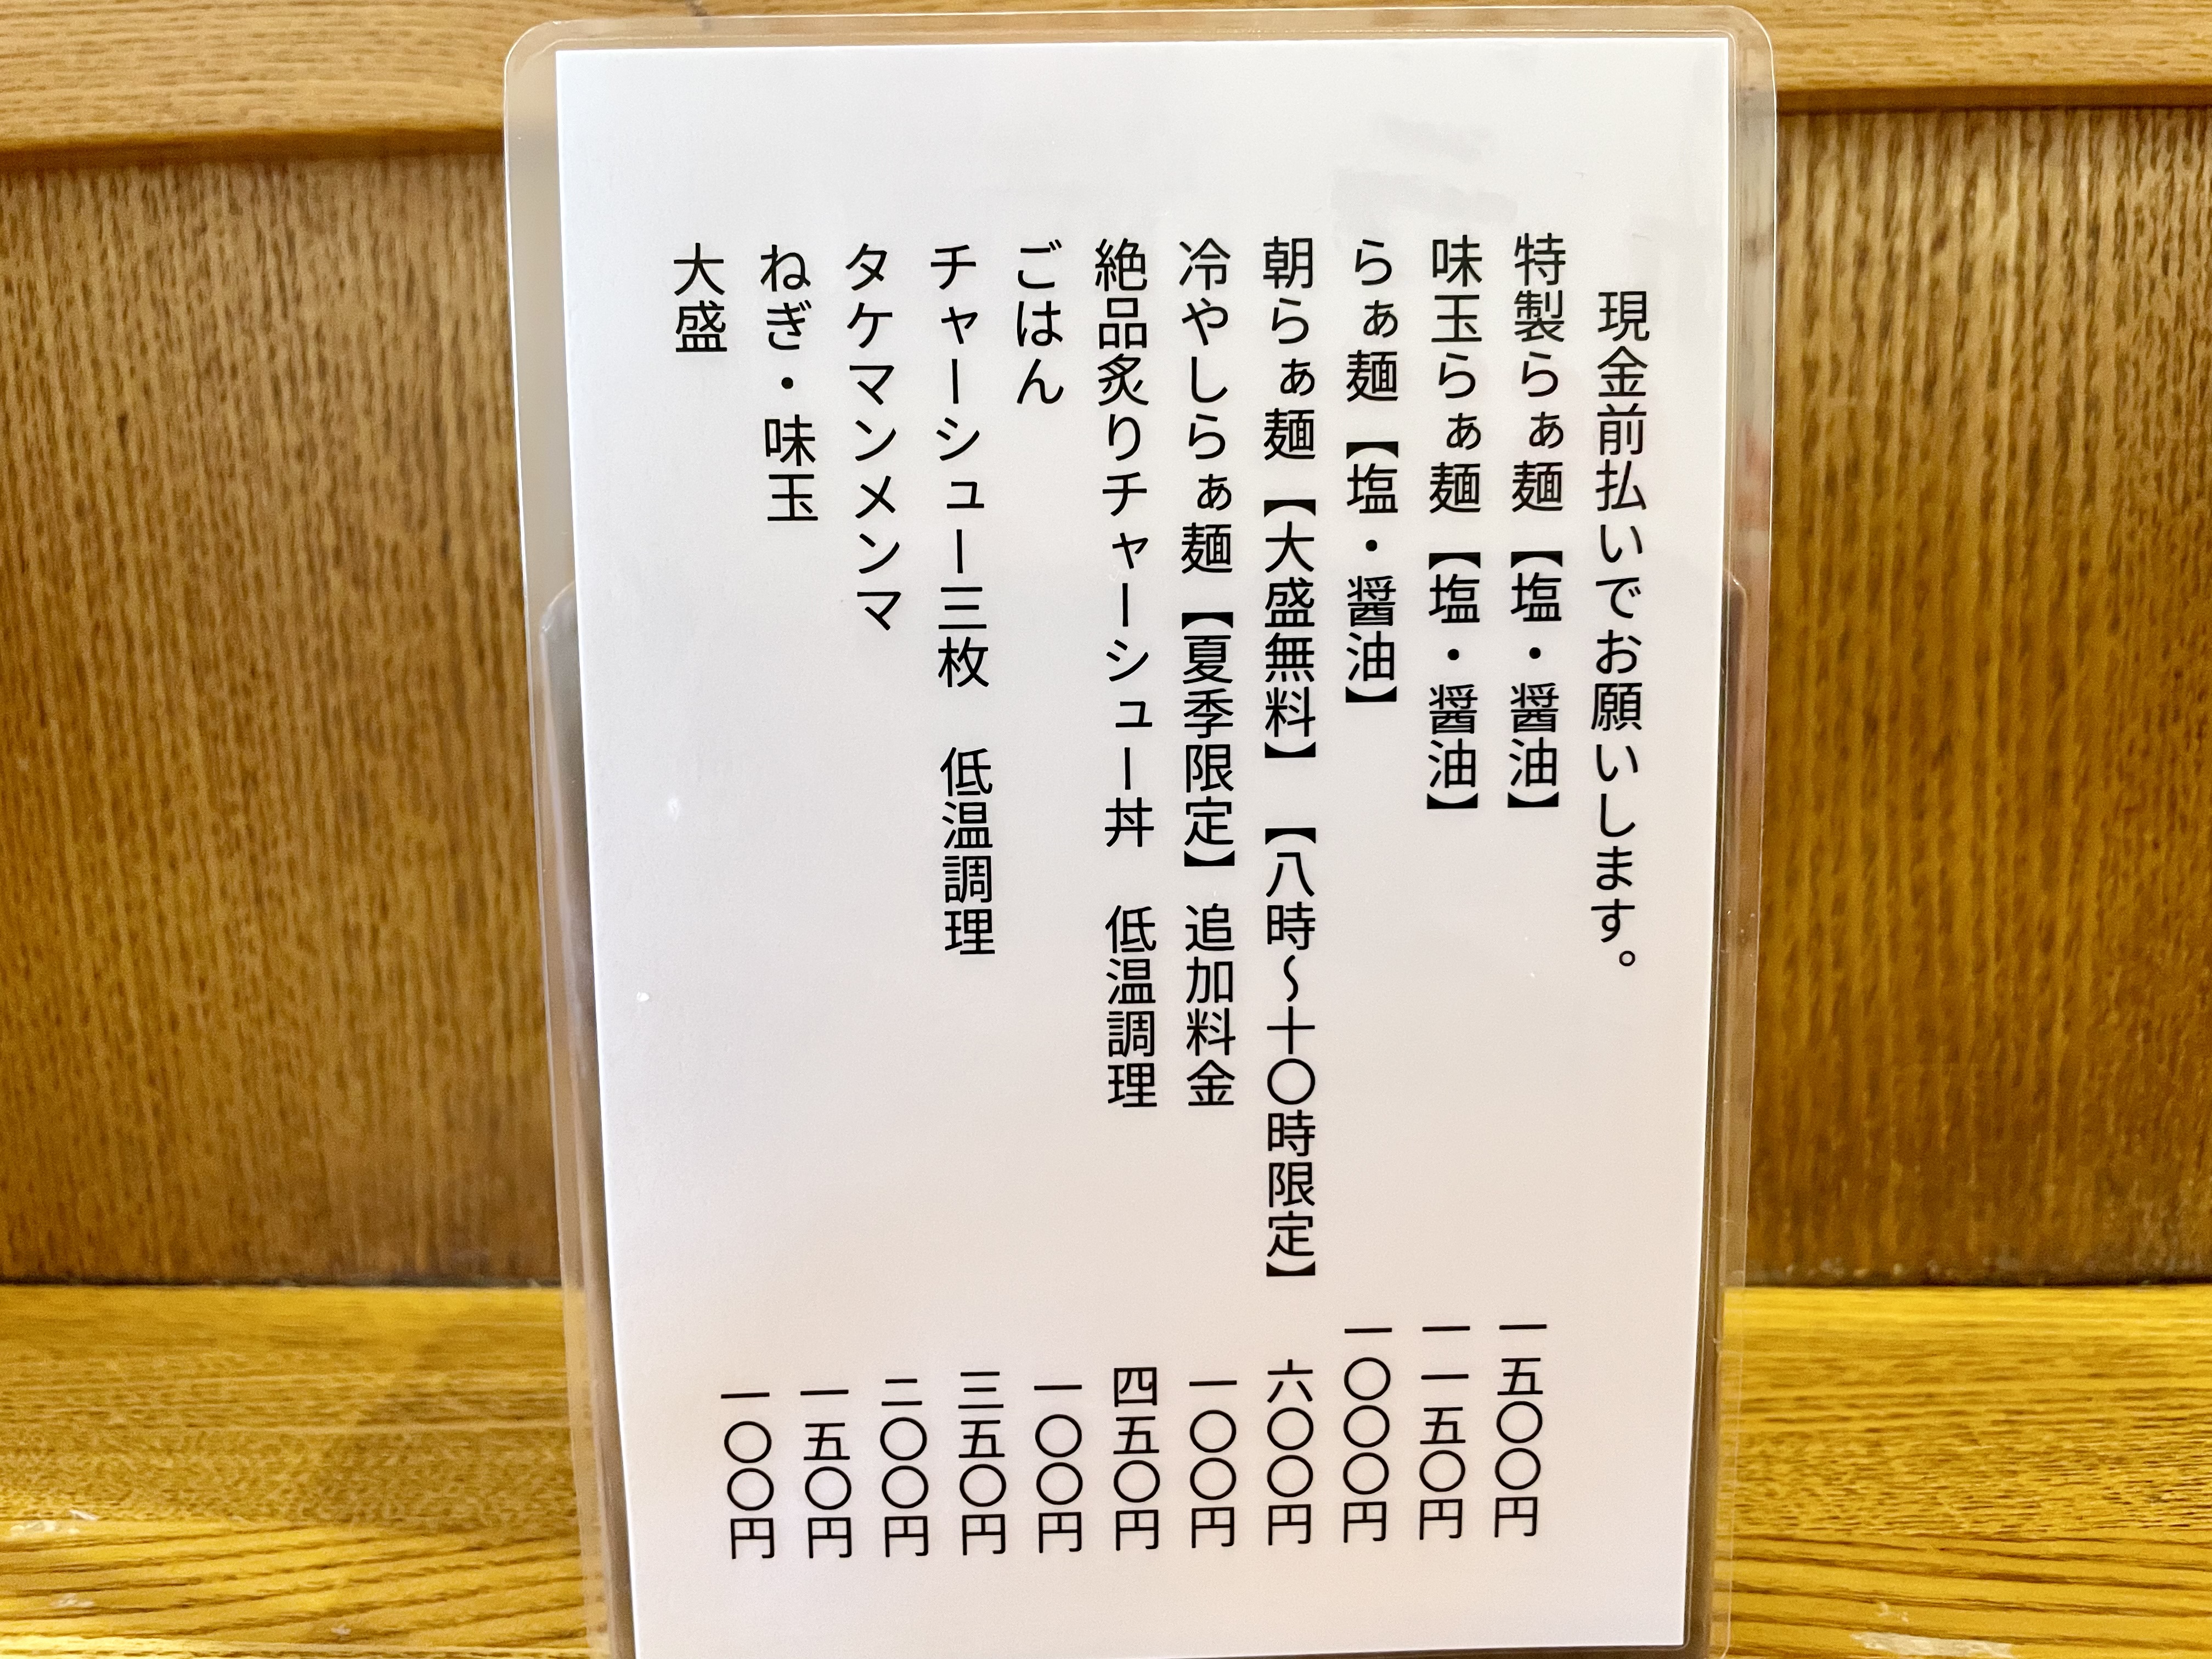 現金前払いでお願いします。
特製らぁ麺【塩・醤油】 一五〇〇円
味玉らぁ麺【塩・醤油】 一一五〇円
らぁ麺【塩・醤油】 一〇〇〇円
朝らぁ麺【大盛無料】 【八時〜十〇時限定】 六〇〇円
冷やしらぁ麺【夏季限定】追加料金 一〇〇円
絶品炙りチャーシュー丼 低温調理 四五〇円
ごはん 一〇〇円
チャーシュー三枚 低温調理 三五〇円
タケマンメンマ 二〇〇円
ねぎ・味玉 一五〇円
大盛 一〇〇円